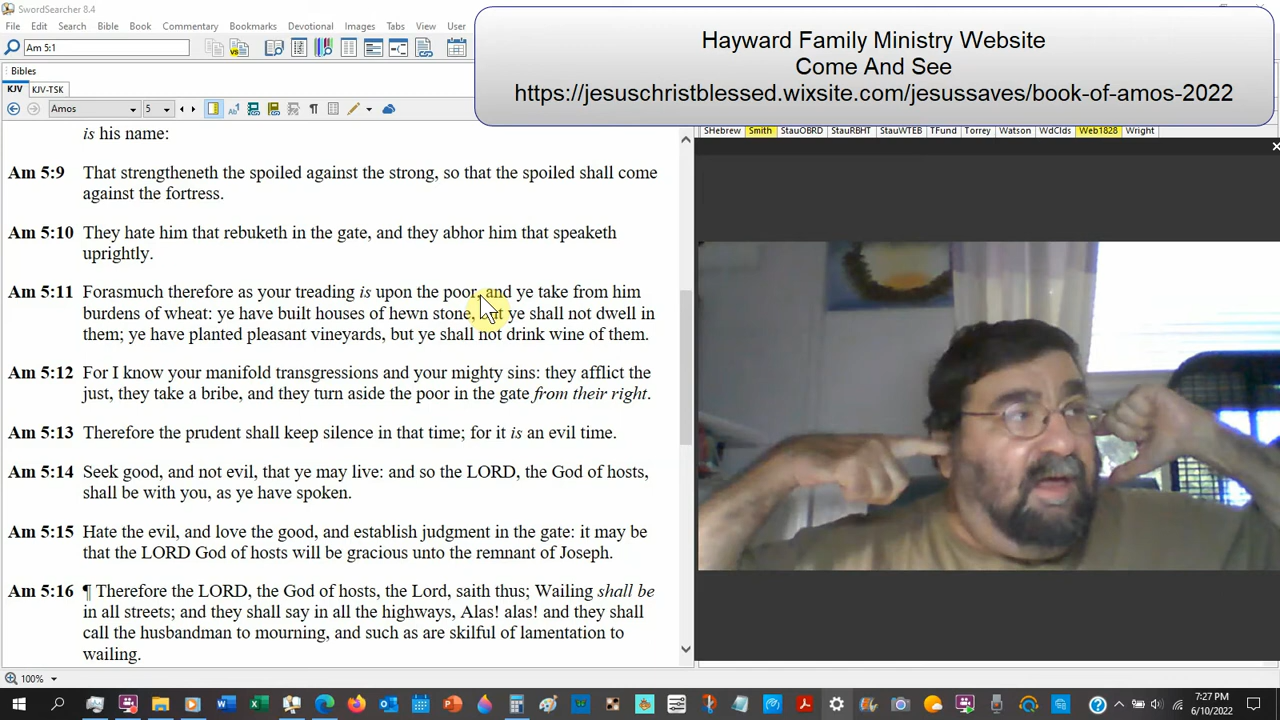 SwordSearcher 8.4
File Edit Search Bible Book Commentary Bookmarks Devotional Images Tabs View User
Am 5:1
Bibles
KJV KJV-TSK
Amos 5
Hayward Family Ministry Website
Come And See
https://jesuschristblessed.wixsite.com/jesussaves/book-of-amos-2022
SHebrew Smith StauOBRD StauRBHT StauWTEB TFund Torrey Watson WdClds Web1828 Wright
is his name:
Am 5:9 That strengtheneth the spoiled against the strong, so that the spoiled shall come
against the fortress.
Am 5:10 They hate him that rebuketh in the gate, and they abhor him that speaketh
uprightly.
Am 5:11 Forasmuch therefore as your treading is upon the poor, and ye take from him
burdens of wheat: ye have built houses of hewn stone, but ye shall not dwell in
them; ye have planted pleasant vineyards, but ye shall not drink wine of them.
Am 5:12 For I know your manifold transgressions and your mighty sins: they afflict the
just, they take a bribe, and they turn aside the poor in the gate from their right.
Am 5:13 Therefore the prudent shall keep silence in that time; for it is an evil time.
Am 5:14 Seek good, and not evil, that ye may live: and so the LORD, the God of hosts,
shall be with you, as ye have spoken.
Am 5:15 Hate the evil, and love the good, and establish judgment in the gate: it may be
that the LORD God of hosts will be gracious unto the remnant of Joseph.
Am 5:16 ¶ Therefore the LORD, the God of hosts, the Lord, saith thus; Wailing shall be
in all streets; and they shall say in all the highways, Alas! alas! and they shall
call the husbandman to mourning, and such as are skilful of lamentation to
wailing.
100%
7:27 PM
6/10/2022